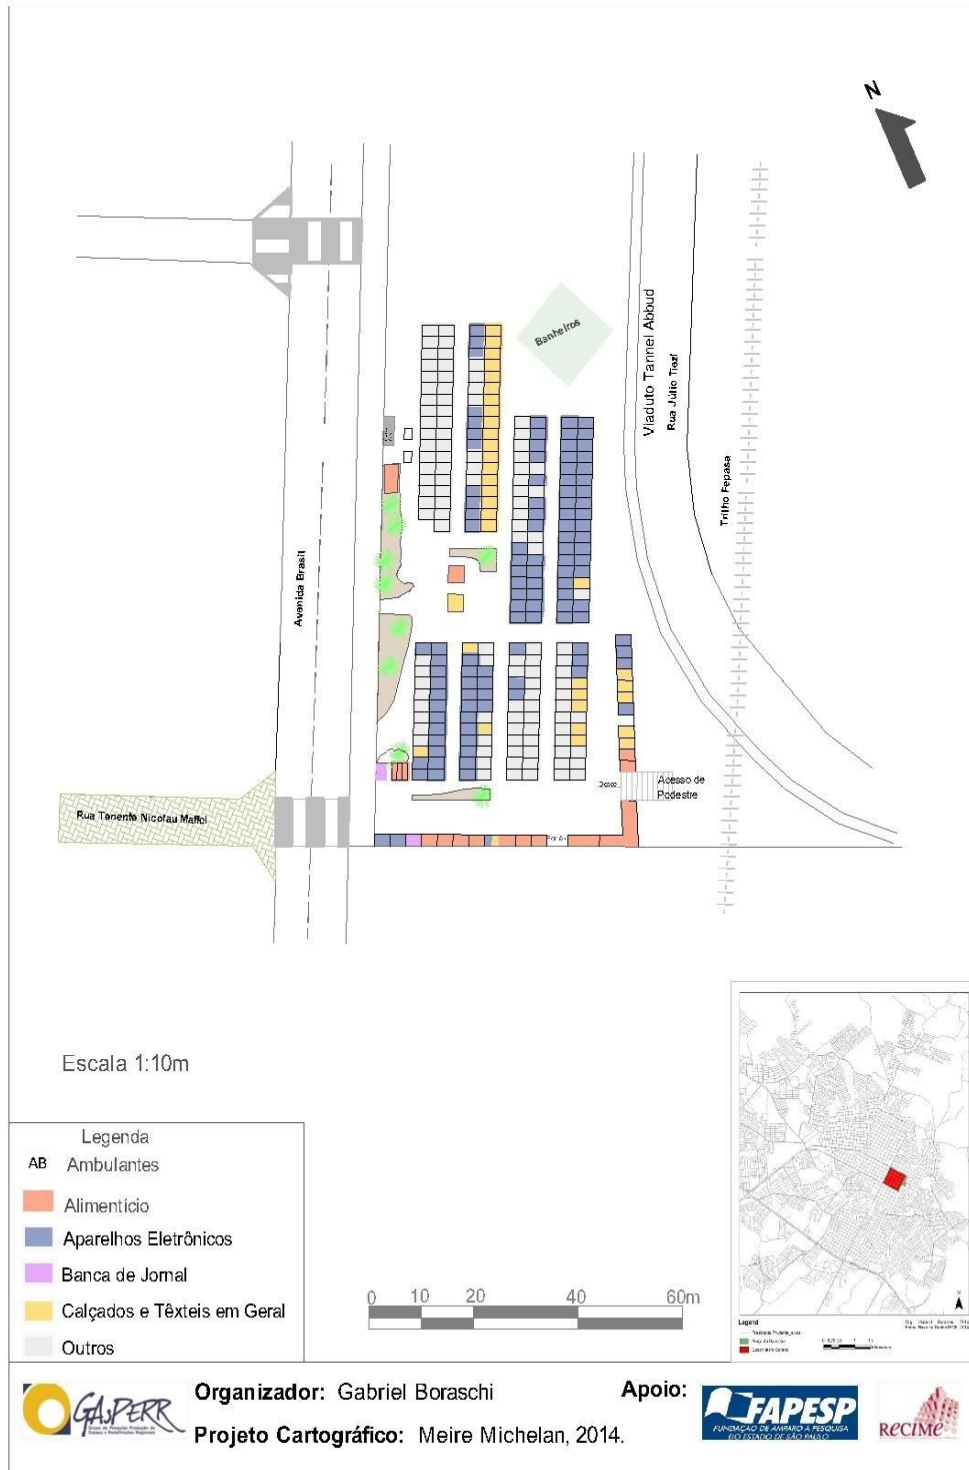 N
Banheiros
Viaduto Tannel Abbud
Rua Júlio Tiezi
Trilho Fepasa
Avenida Brasil
Acesso de
Pedestre
Rua Tenente Nicolau Maffei
Escala 1:10m
Legenda
AB Ambulantes
Alimentício
Aparelhos Eletrônicos
Banca de Jornal
Calçados e Têxteis em Geral
Outros
0 10 20 40 60m
Legend
GAsPERR
Organizador: Gabriel Boraschi
Projeto Cartográfico: Meire Michelan, 2014.
Apoio:
FAPESP
FUNDAÇÃO DE AMPARO À PESQUISA
DO ESTADO DE SÃO PAULO
RECIME